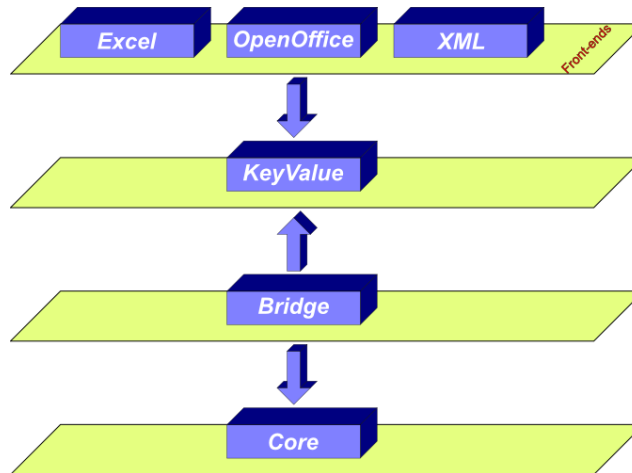 Excel
OpenOffice
XML
Front-ends
KeyValue
Bridge
Core